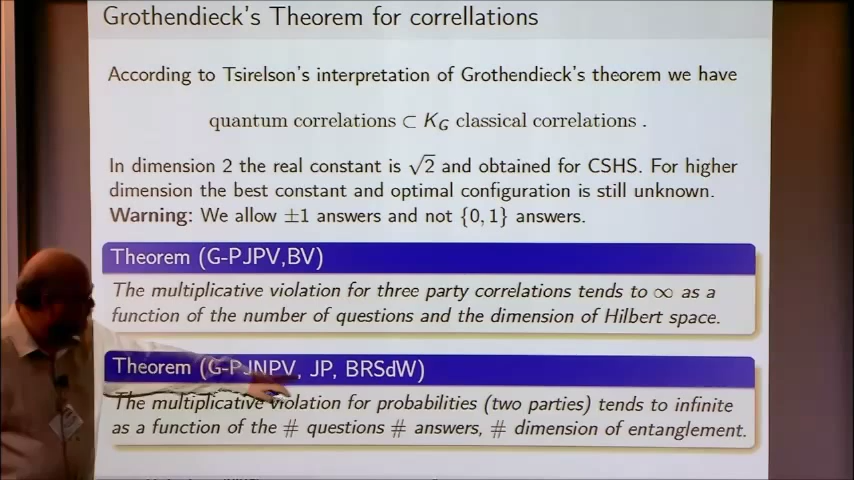 Grothendieck's Theorem for correllations
According to Tsirelson's interpretation of Grothendieck's theorem we have
quantum correlations ⊂ K_G classical correlations .
In dimension 2 the real constant is √2 and obtained for CSHS. For higher
dimension the best constant and optimal configuration is still unknown.
Warning: We allow ±1 answers and not {0, 1} answers.
Theorem (G-PJPV,BV)
The multiplicative violation for three party correlations tends to ∞ as a
function of the number of questions and the dimension of Hilbert space.
Theorem (G-PJNPV, JP, BRSdW)
The multiplicative violation for probabilities (two parties) tends to infinite
as a function of the # questions # answers, # dimension of entanglement.